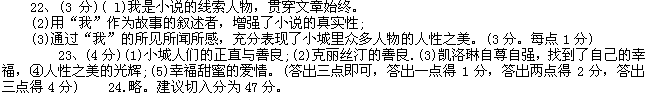 22、(3 分)( 1)我是小说的线索人物，贯穿文章始终。
(2)用“我”作为故事的叙述者，增强了小说的真实性;
(3)通过“我”的所见所闻所感，充分表现了小城里众多人物的人性之美。(3 分。每点 1分)
23、(4分)(1)小城人们的正直与善良;(2)克丽丝汀的善良.(3)凯洛琳自尊自强，找到了自己的幸
福，④人性之美的光辉;(5)幸福甜蜜的爱情。(答出三点即可，答出一点得 1分，答出两点得 2 分，答出
三点得4分) 24.略。建议切入分为47分。